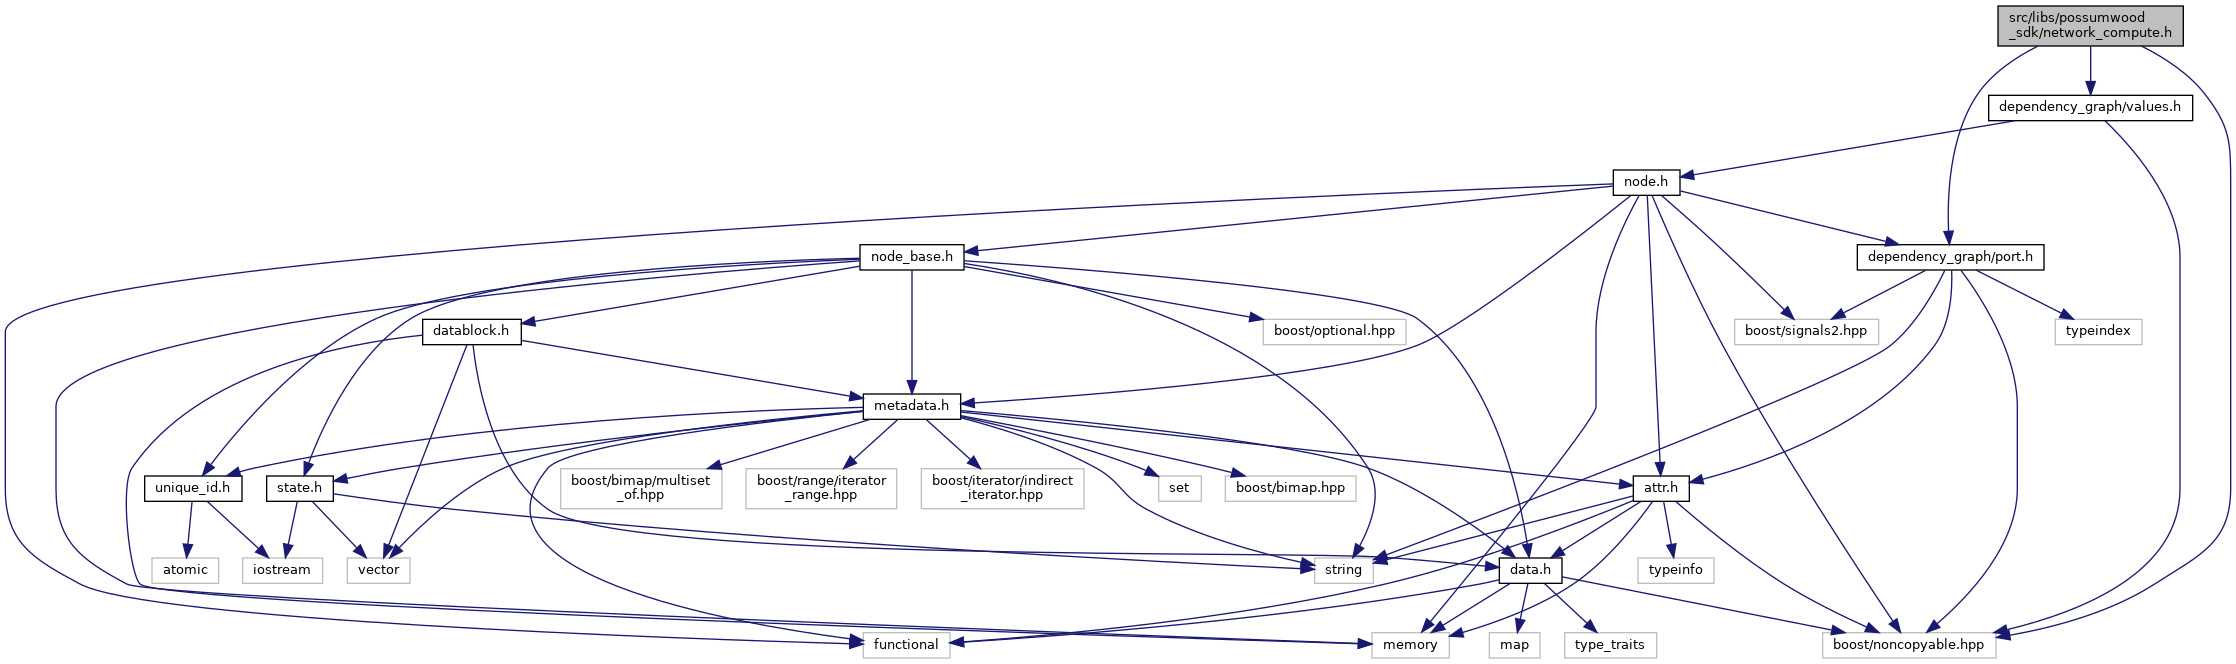 src/libs/possumwood
_sdk/network_compute.h
dependency_graph/values.h
node.h
node_base.h
dependency_graph/port.h
datablock.h
boost/optional.hpp
boost/signals2.hpp
typeindex
metadata.h
unique_id.h
state.h
boost/bimap/multiset
_of.hpp
boost/range/iterator
_range.hpp
boost/iterator/indirect
_iterator.hpp
set
boost/bimap.hpp
attr.h
atomic
iostream
vector
string
data.h
typeinfo
functional
memory
map
type_traits
boost/noncopyable.hpp